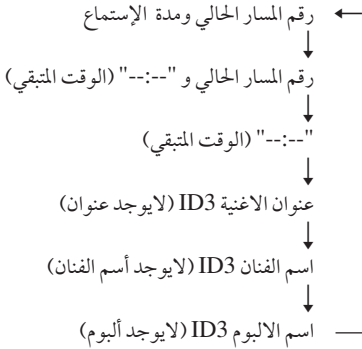 رقم المسار الحالي ومدة الإستماع
رقم المسار الحالي و "--:--" (الوقت المتبقي)
"--:--" (الوقت المتبقي)
عنوان الاغنية ID3 (لايوجد عنوان)
اسم الفنان ID3 (لايوجد أسم الفنان)
اسم الالبوم ID3 (لايوجد ألبوم)